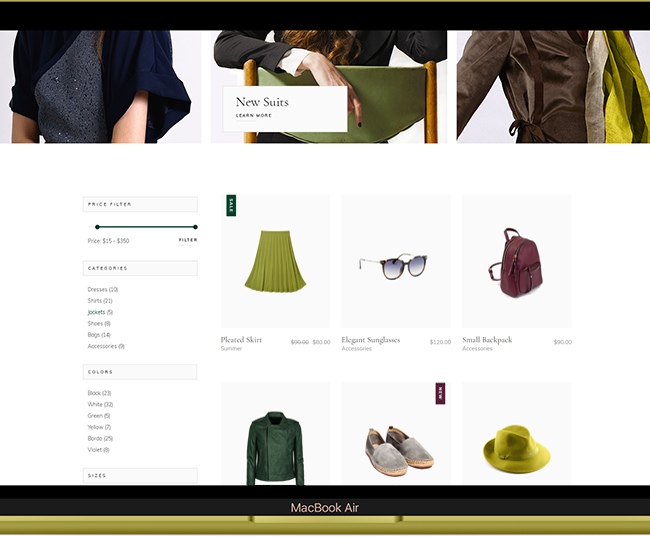 New Suits
LEARN MORE
PRICE FILTER
Price: $15 - $350
FILTER
CATEGORIES
Dresses (10)
Shirts (21)
Jackets (5)
Shoes (8)
Bags (14)
Accessories (9)
COLORS
Black (23)
White (32)
Green (5)
Yellow (7)
Bordo (25)
Violet (8)
SIZES
SALE
Pleated Skirt $90.00 $80.00
Summer
Elegant Sunglasses $120.00
Accessories
Small Backpack $90.00
Accessories
NEW
MacBook Air